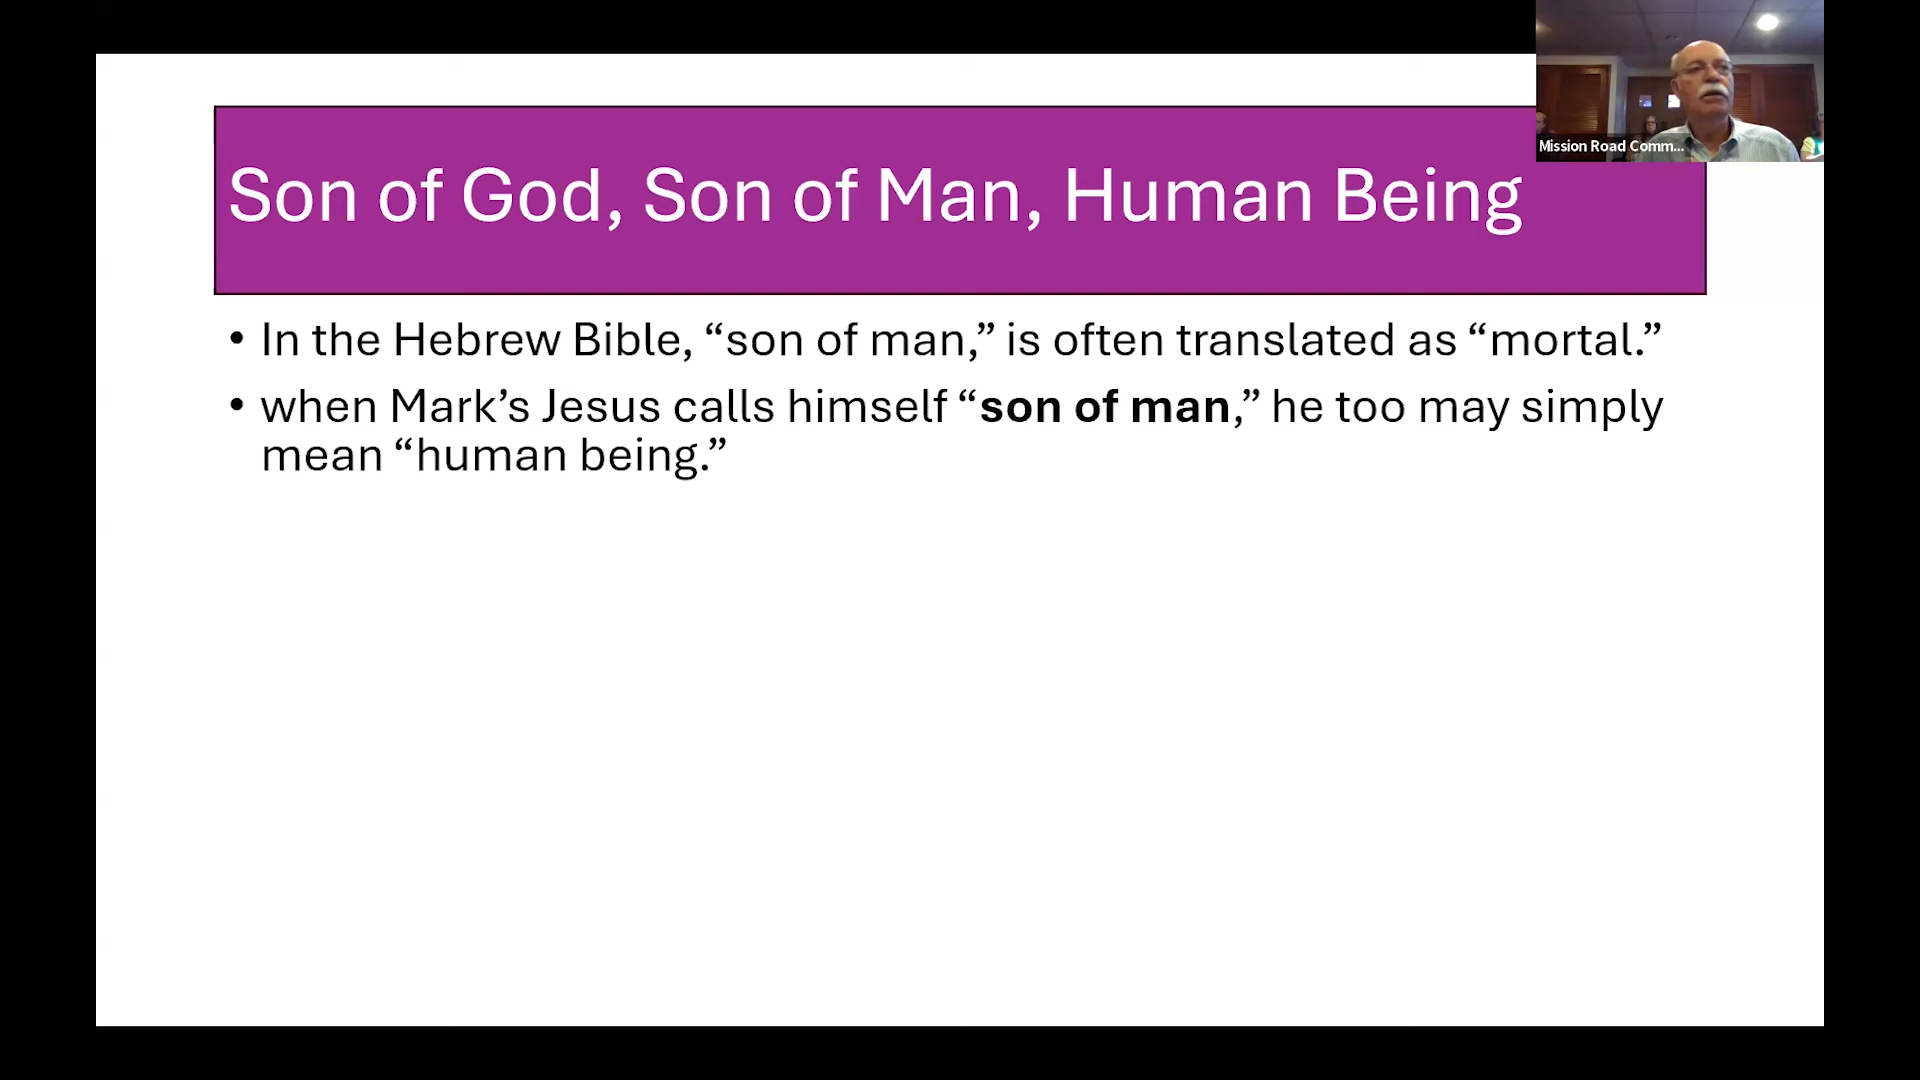 Mission Road Comm...
Son of God, Son of Man, Human Being
• In the Hebrew Bible, “son of man,” is often translated as “mortal.”
• when Mark’s Jesus calls himself “son of man,” he too may simply
mean “human being.”